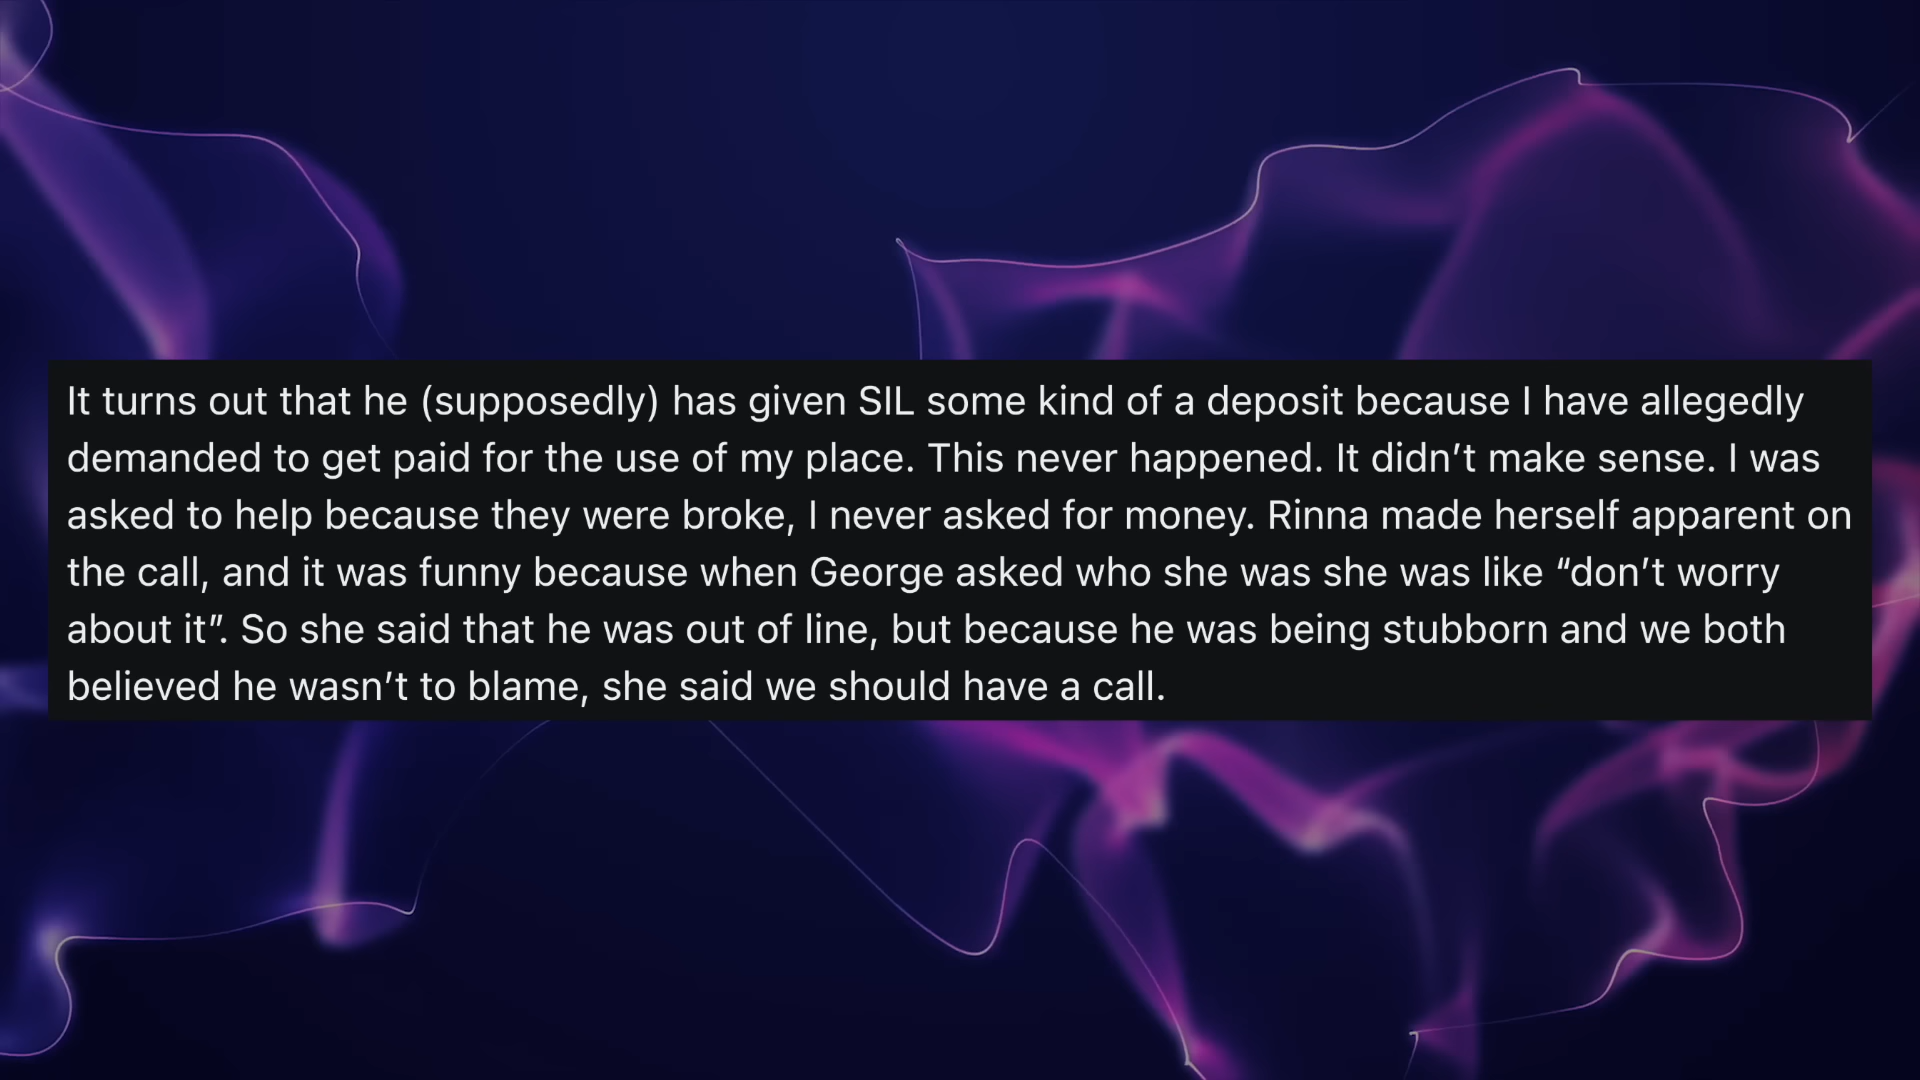 It turns out that he (supposedly) has given SIL some kind of a deposit because I have allegedly
demanded to get paid for the use of my place. This never happened. It didn’t make sense. I was
asked to help because they were broke, I never asked for money. Rinna made herself apparent on
the call, and it was funny because when George asked who she was she was like “don’t worry
about it”. So she said that he was out of line, but because he was being stubborn and we both
believed he wasn’t to blame, she said we should have a call.